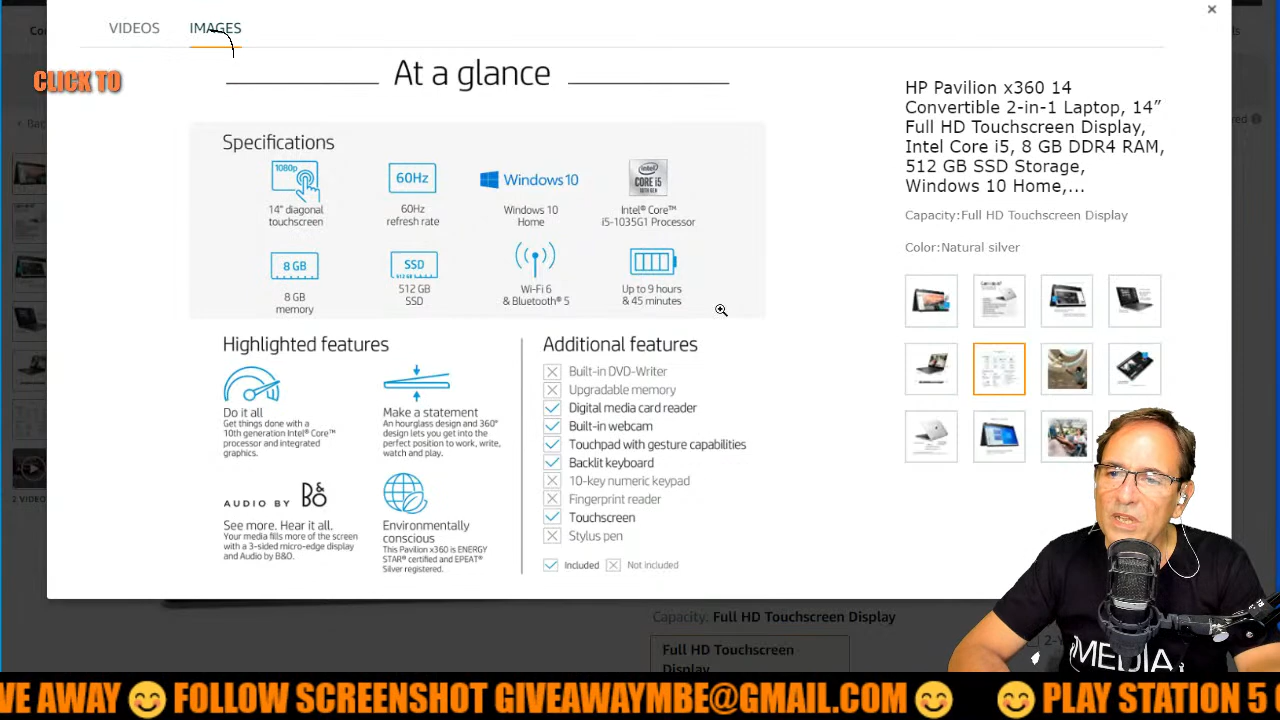 VIDEOS
IMAGES
CLICK TO
At a glance
Specifications
1080p
60Hz
Windows 10
intel
CORE i5
14" diagonal
touchscreen
60Hz
refresh rate
Windows 10
Home
Intel® Core™
i5-1035G1 Processor
8 GB
SSD
8 GB
memory
512 GB
SSD
Wi-Fi 6
& Bluetooth® 5
Up to 9 hours
& 45 minutes
Highlighted features
Do it all
Get things done with a
10th generation Intel® Core™
processor and integrated
graphics.
Make a statement
An hourglass design and 360°
design lets you get into the
perfect position to work, write,
watch and play.
AUDIO BY B&O
See more. Hear it all.
Your media fills more of the screen
with a 3-sided micro-edge display
and Audio by B&O.
Environmentally
conscious
This Pavilion x360 is ENERGY
STAR® certified and EPEAT®
Silver registered.
Additional features
Built-in DVD-Writer
Upgradable memory
Digital media card reader
Built-in webcam
Touchpad with gesture capabilities
Backlit keyboard
10-key numeric keypad
Fingerprint reader
Touchscreen
Stylus pen
Included
Not included
HP Pavilion x360 14
Convertible 2-in-1 Laptop, 14”
Full HD Touchscreen Display,
Intel Core i5, 8 GB DDR4 RAM,
512 GB SSD Storage,
Windows 10 Home,...
Capacity:Full HD Touchscreen Display
Color:Natural silver
2 VIDEO
Capacity: Full HD Touchscreen Display
Full HD Touchscreen
Display
MEDIA
VE AWAY 😊 FOLLOW SCREENSHOT GIVEAWAYMBE@GMAIL.COM 😊 😊 PLAY STATION 5